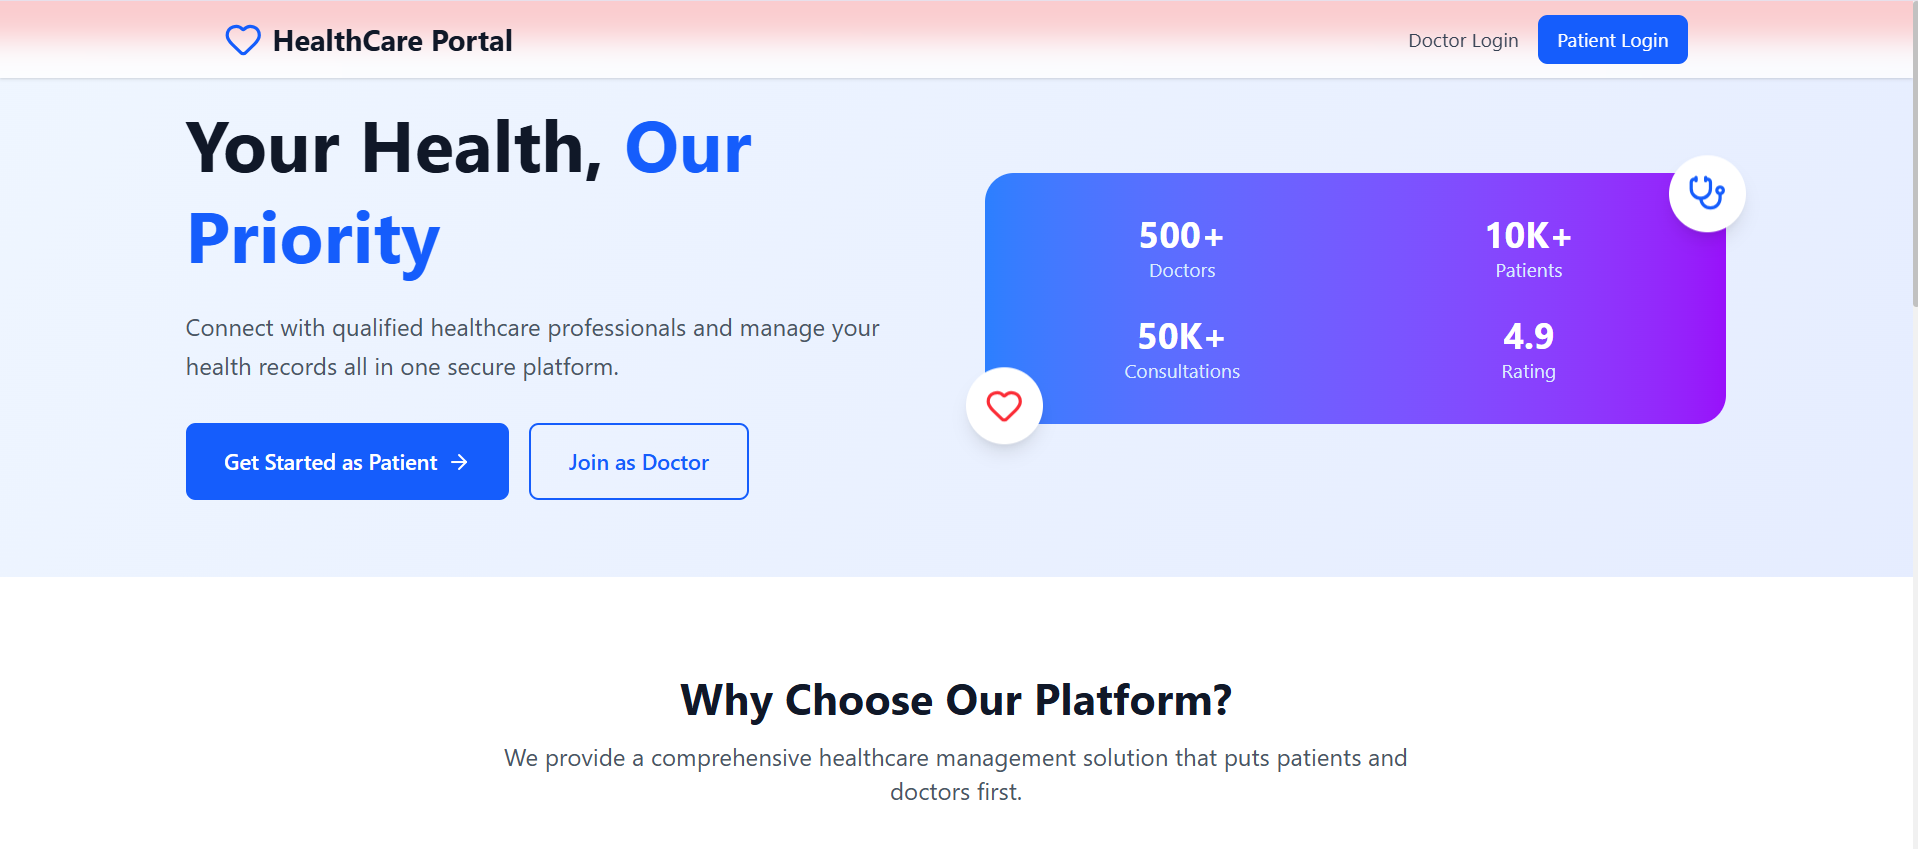 HealthCare Portal
Doctor Login
Patient Login
Your Health, Our
Priority
Connect with qualified healthcare professionals and manage your
health records all in one secure platform.
Get Started as Patient →
Join as Doctor
500+
Doctors
10K+
Patients
50K+
Consultations
4.9
Rating
Why Choose Our Platform?
We provide a comprehensive healthcare management solution that puts patients and
doctors first.